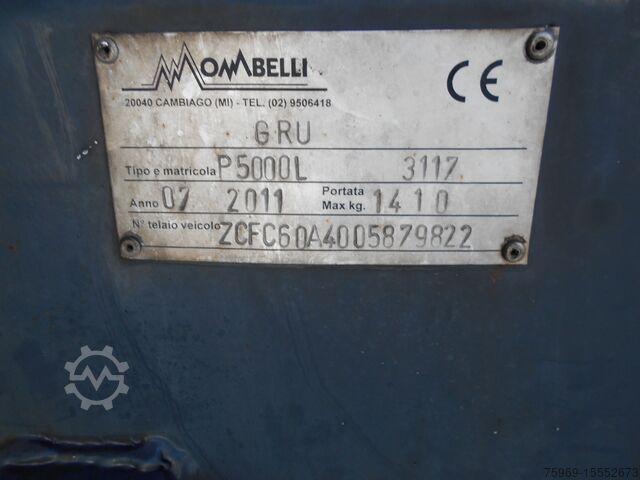 MOMBELLI
20040 CAMBIAGO (MI) - TEL. (02) 9506418
CE
GRU
Tipo e matricola P5000L 3117
Anno 07 2011 Portata Max kg. 1410
N° telaio veicolo ZCFC60A4005879822
75969-15552673